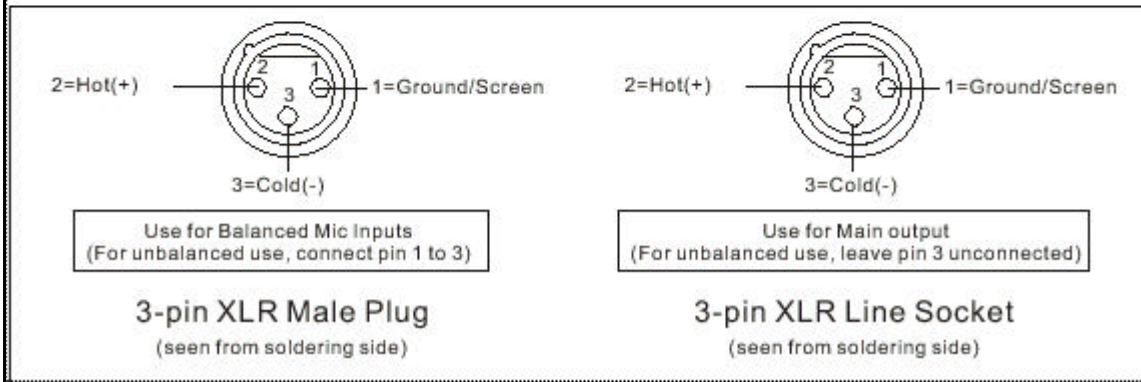 2 1
2=Hot(+) 3 1=Ground/Screen
3=Cold(-)
Use for Balanced Mic Inputs
(For unbalanced use, connect pin 1 to 3)
3-pin XLR Male Plug
(seen from soldering side)
2 1
2=Hot(+) 3 1=Ground/Screen
3=Cold(-)
Use for Main output
(For unbalanced use, leave pin 3 unconnected)
3-pin XLR Line Socket
(seen from soldering side)